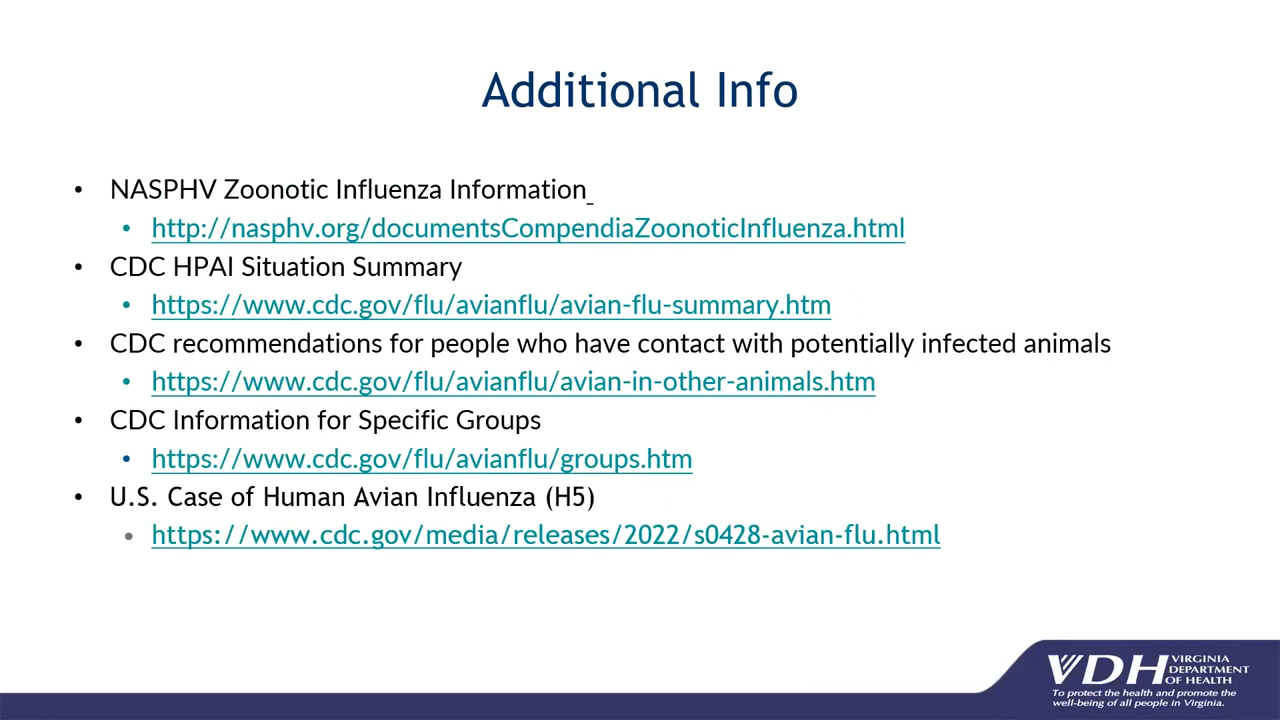 Additional Info
• NASPHV Zoonotic Influenza Information
• http://nasphv.org/documentsCompendiaZoonoticInfluenza.html
• CDC HPAI Situation Summary
• https://www.cdc.gov/flu/avianflu/avian-flu-summary.htm
• CDC recommendations for people who have contact with potentially infected animals
• https://www.cdc.gov/flu/avianflu/avian-in-other-animals.htm
• CDC Information for Specific Groups
• https://www.cdc.gov/flu/avianflu/groups.htm
• U.S. Case of Human Avian Influenza (H5)
• https://www.cdc.gov/media/releases/2022/s0428-avian-flu.html
VDH VIRGINIA
DEPARTMENT
OF HEALTH
To protect the health and promote the
well-being of all people in Virginia.